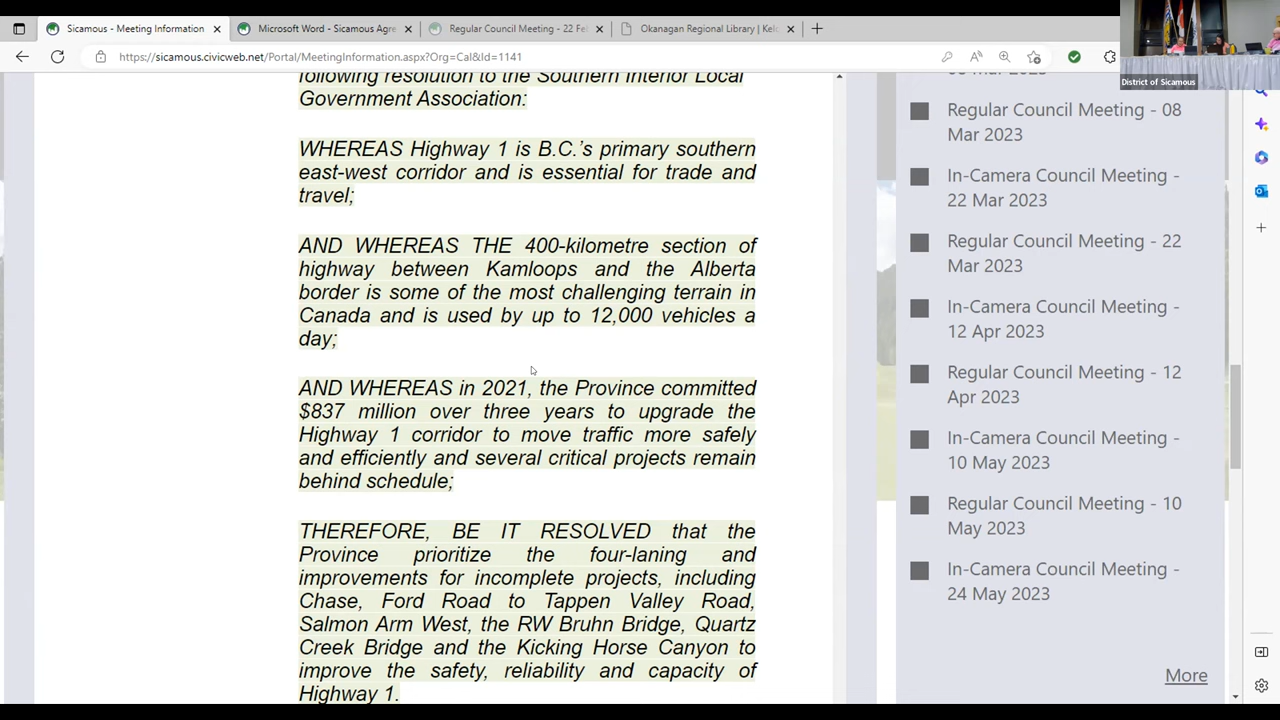 Sicamous - Meeting Information
Microsoft Word - Sicamous Agre
Regular Council Meeting - 22 Fel
Okanagan Regional Library | Kel
https://sicamous.civicweb.net/Portal/MeetingInformation.aspx?Org=Cal&Id=1141
District of Sicamous
following resolution to the Southern Interior Local
Government Association:
WHEREAS Highway 1 is B.C.'s primary southern
east-west corridor and is essential for trade and
travel;
AND WHEREAS THE 400-kilometre section of
highway between Kamloops and the Alberta
border is some of the most challenging terrain in
Canada and is used by up to 12,000 vehicles a
day;
AND WHEREAS in 2021, the Province committed
$837 million over three years to upgrade the
Highway 1 corridor to move traffic more safely
and efficiently and several critical projects remain
behind schedule;
THEREFORE, BE IT RESOLVED that the
Province prioritize the four-laning and
improvements for incomplete projects, including
Chase, Ford Road to Tappen Valley Road,
Salmon Arm West, the RW Bruhn Bridge, Quartz
Creek Bridge and the Kicking Horse Canyon to
improve the safety, reliability and capacity of
Highway 1.
Mar 2023
Regular Council Meeting - 08
Mar 2023
In-Camera Council Meeting -
22 Mar 2023
Regular Council Meeting - 22
Mar 2023
In-Camera Council Meeting -
12 Apr 2023
Regular Council Meeting - 12
Apr 2023
In-Camera Council Meeting -
10 May 2023
Regular Council Meeting - 10
May 2023
In-Camera Council Meeting -
24 May 2023
More